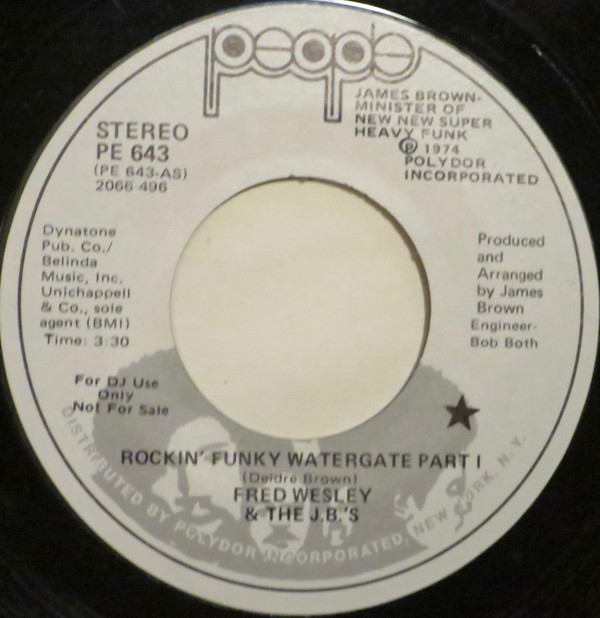 people
JAMES BROWN-
MINISTER OF
NEW NEW SUPER
HEAVY FUNK
Ⓟ 1974
POLYDOR
INCORPORATED
STEREO
PE 643
(PE 643-AS)
2066 496
Dynatone
Pub. Co./
Belinda
Music, Inc.
Unichappell
& Co., sole
agent (BMI)
Time: 3:30
Produced
and
Arranged
by James
Brown
Engineer-
Bob Both
For DJ Use
Only
Not For Sale
ROCKIN' FUNKY WATERGATE PART I
(Deidre Brown)
FRED WESLEY
& THE J.B.'S
DISTRIBUTED BY POLYDOR INCORPORATED, NEW YORK, N.Y.